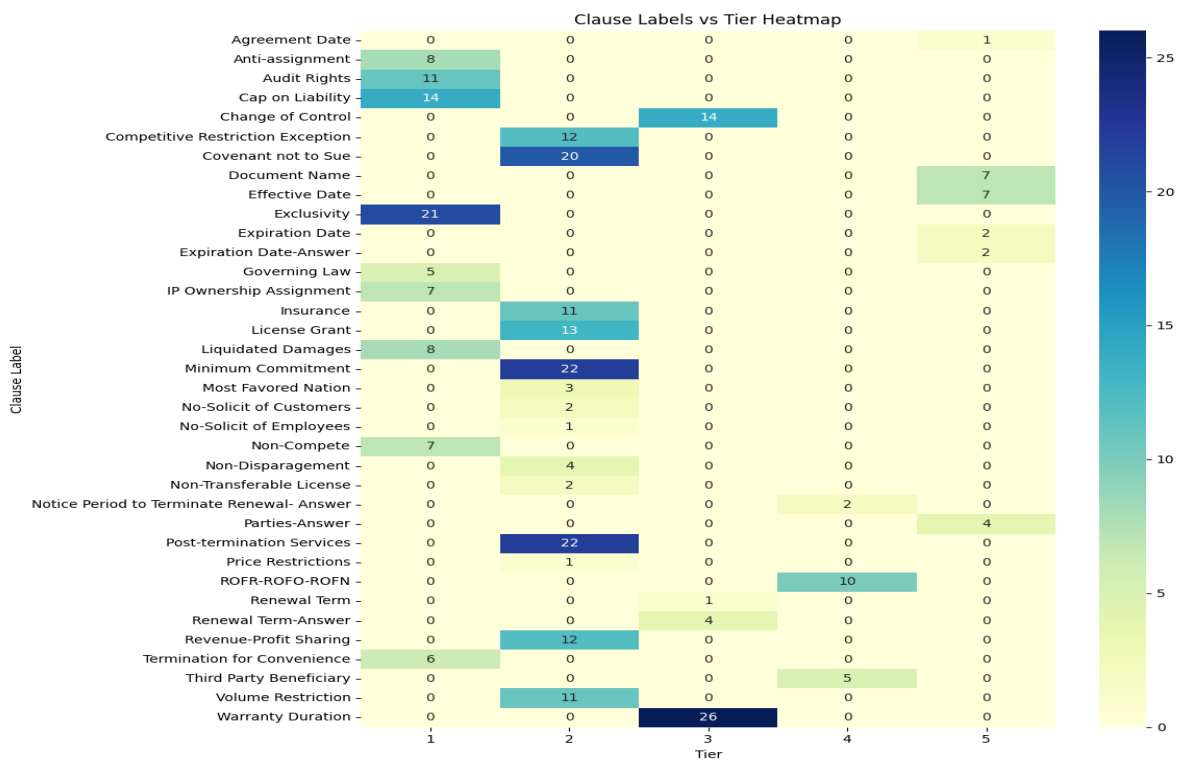 Clause Labels vs Tier Heatmap
Agreement Date 0 0 0 0 1
Anti-assignment 8 0 0 0 0
Audit Rights 11 0 0 0 0
Cap on Liability 14 0 0 0 0
Change of Control 0 0 14 0 0
Competitive Restriction Exception 0 12 0 0 0
Covenant not to Sue 0 20 0 0 0
Document Name 0 0 0 0 7
Effective Date 0 0 0 0 7
Exclusivity 21 0 0 0 0
Expiration Date 0 0 0 0 2
Expiration Date-Answer 0 0 0 0 2
Governing Law 5 0 0 0 0
IP Ownership Assignment 7 0 0 0 0
Insurance 0 11 0 0 0
License Grant 0 13 0 0 0
Liquidated Damages 8 0 0 0 0
Minimum Commitment 0 22 0 0 0
Most Favored Nation 0 3 0 0 0
No-Solicit of Customers 0 2 0 0 0
No-Solicit of Employees 0 1 0 0 0
Non-Compete 7 0 0 0 0
Non-Disparagement 0 4 0 0 0
Non-Transferable License 0 2 0 0 0
Notice Period to Terminate Renewal- Answer 0 0 0 2 0
Parties-Answer 0 0 0 0 4
Post-termination Services 0 22 0 0 0
Price Restrictions 0 1 0 0 0
ROFR-ROFO-ROFN 0 0 0 10 0
Renewal Term 0 0 1 0 0
Renewal Term-Answer 0 0 4 0 0
Revenue-Profit Sharing 0 12 0 0 0
Termination for Convenience 6 0 0 0 0
Third Party Beneficiary 0 0 0 5 0
Volume Restriction 0 11 0 0 0
Warranty Duration 0 0 26 0 0
1 2 3 4 5
Tier
Clause Label
25
20
15
10
5
0